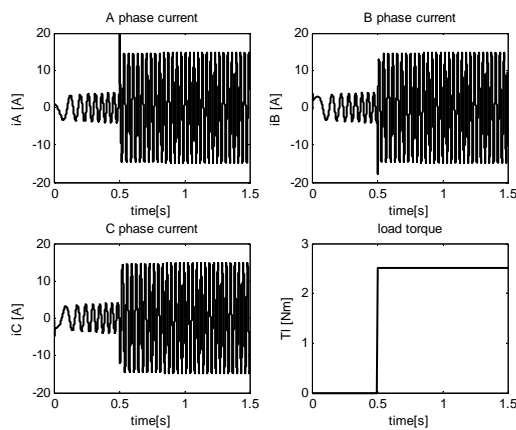 A phase current
20
10
0
-10
-20
iA [A]
0
0.5
1
1.5
time[s]
B phase current
20
10
0
-10
-20
iB [A]
0
0.5
1
1.5
time[s]
C phase current
20
10
0
-10
-20
iC [A]
0
0.5
1
1.5
time[s]
load torque
3
2
1
0
Tl [Nm]
0
0.5
1
1.5
time[s]